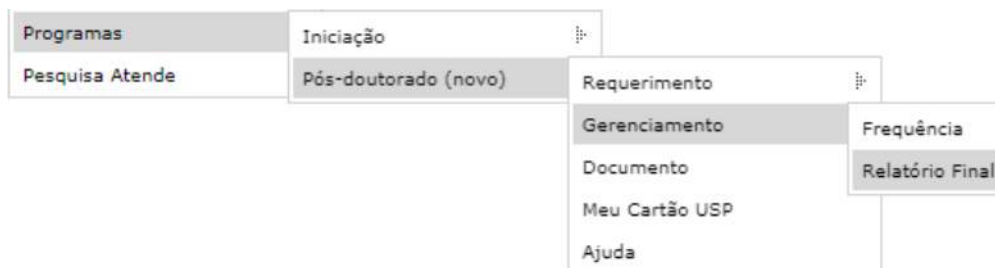 Programas
Pesquisa Atende
Iniciação
Pós-doutorado (novo)
Requerimento
Gerenciamento
Documento
Meu Cartão USP
Ajuda
Frequência
Relatório Final